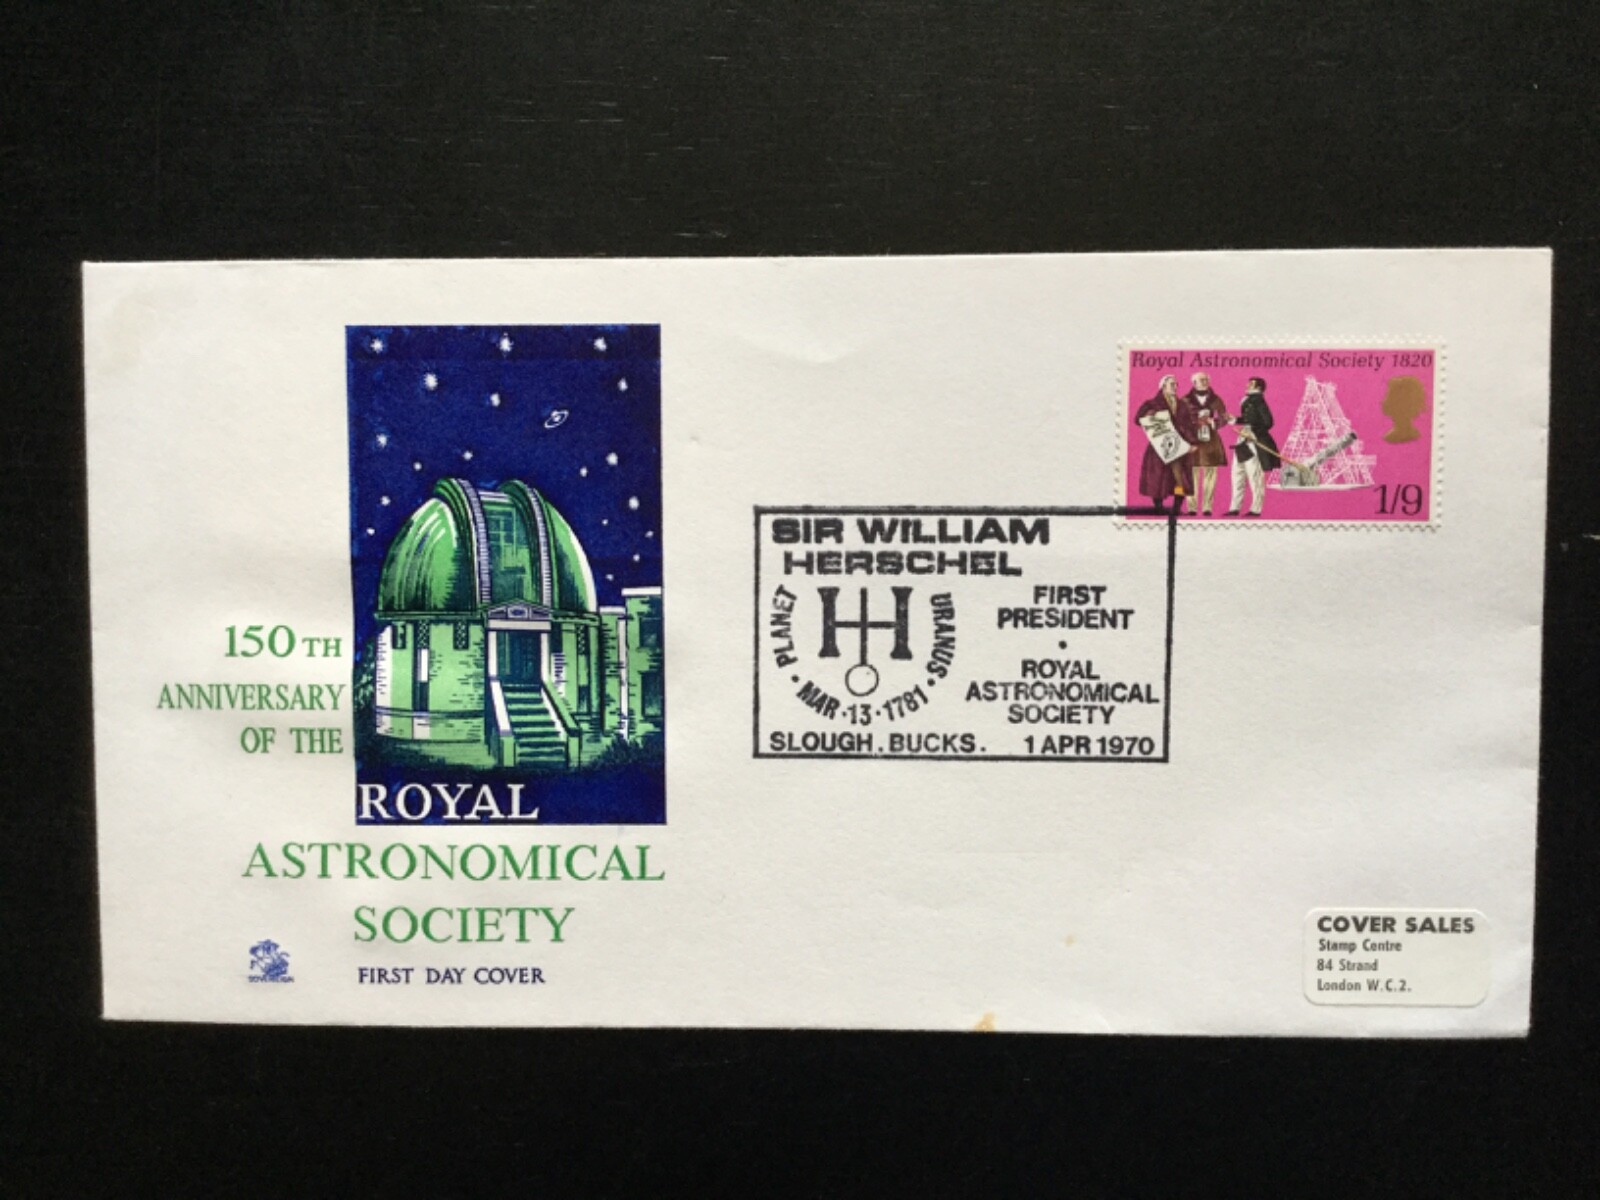 Royal Astronomical Society 1820
1/9
SIR WILLIAM
HERSCHEL
PLANET
URANUS
• MAR • 13 • 1781 •
FIRST
PRESIDENT
•
ROYAL
ASTRONOMICAL
SOCIETY
SLOUGH. BUCKS. 1 APR 1970
150TH
ANNIVERSARY
OF THE
ROYAL
ASTRONOMICAL
SOCIETY
FIRST DAY COVER
SOVEREIGN
COVER SALES
Stamp Centre
84 Strand
London W.C.2.